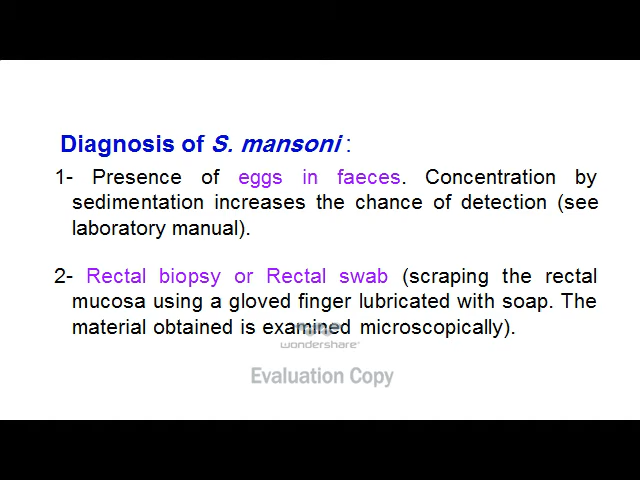 Diagnosis of S. mansoni :
1- Presence of eggs in faeces. Concentration by
sedimentation increases the chance of detection (see
laboratory manual).
2- Rectal biopsy or Rectal swab (scraping the rectal
mucosa using a gloved finger lubricated with soap. The
material obtained is examined microscopically).
wondershare
Evaluation Copy